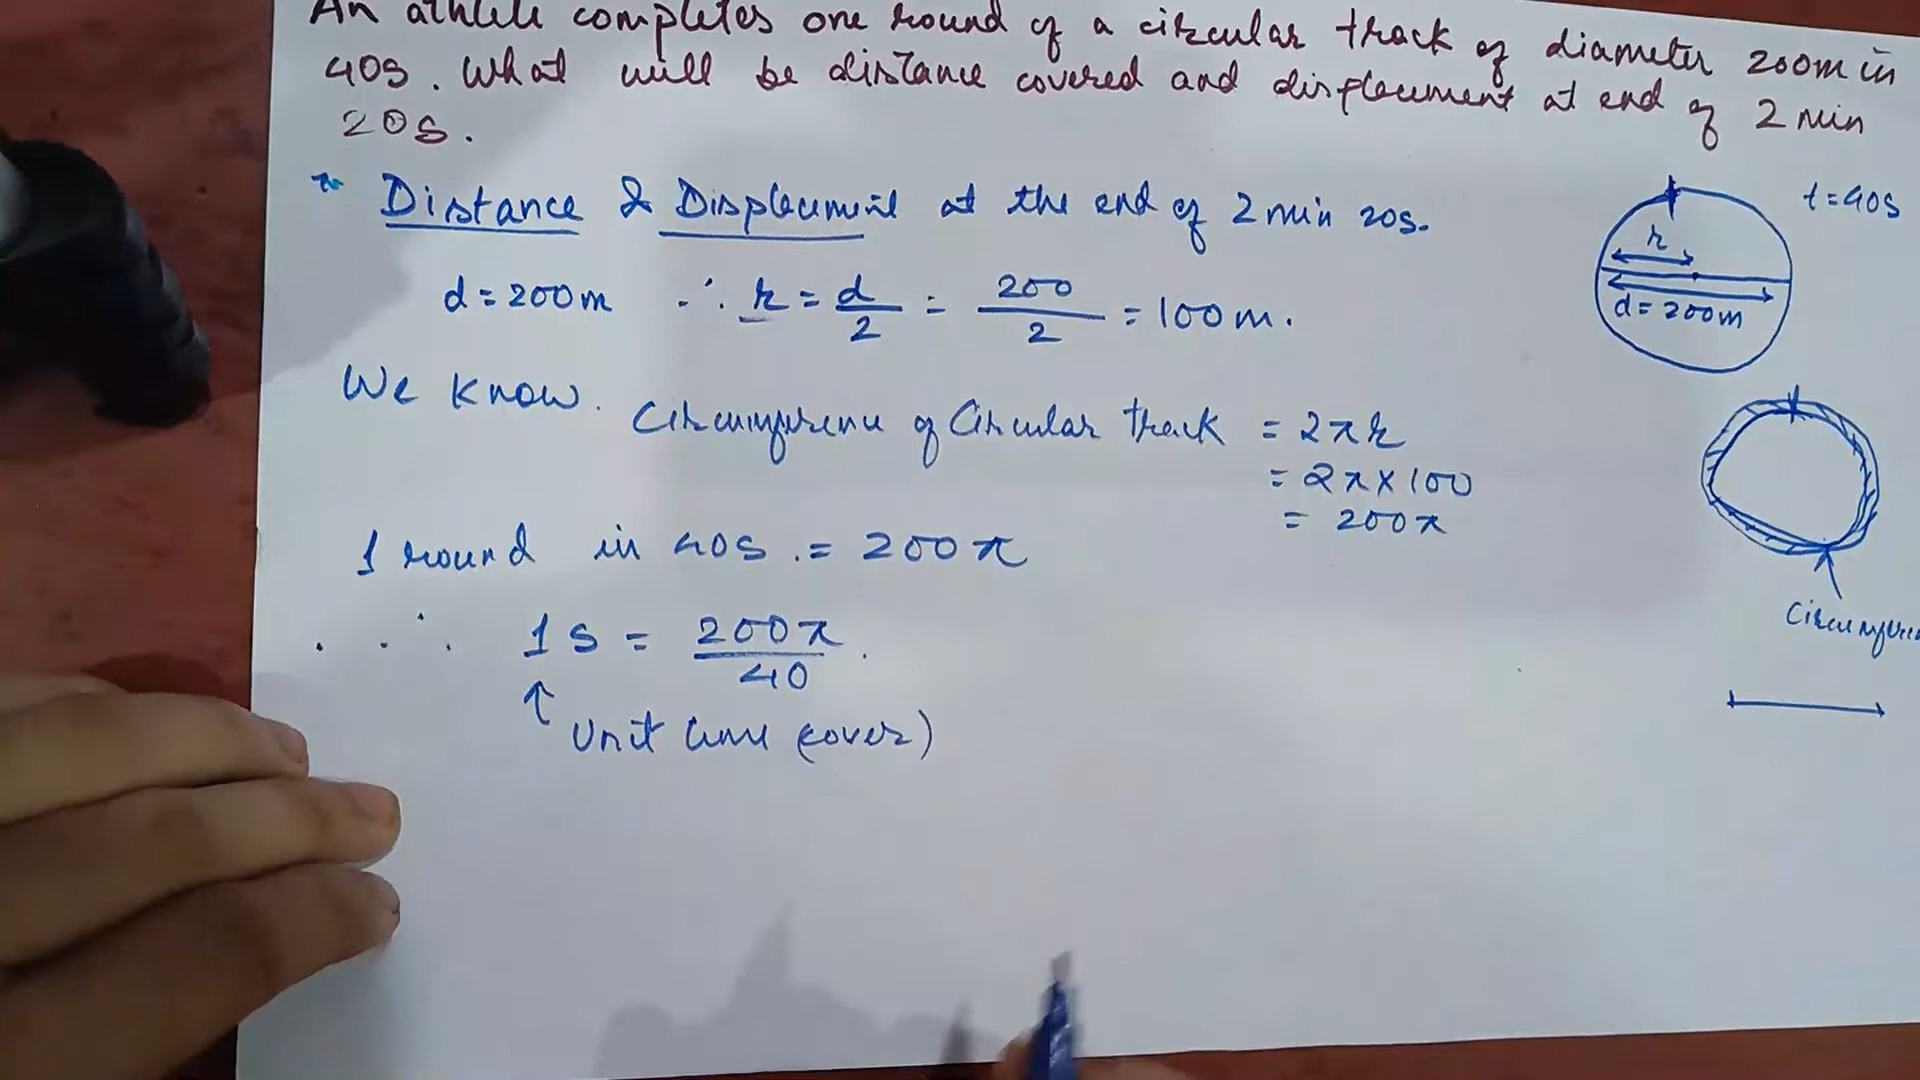 An athlete completes one round of a circular track of diameter 200m in
40s. What will be distance covered and displacement at end of 2 min
20s.
Distance & Displacement at the end of 2 min 20s.
d = 200m ∴ r = d/2 = 200/2 = 100m.
We know. Circumference of Circular track = 2πr
= 2π × 100
= 200π
1 round in 40s. = 200π
∴ 1s = 200π/40.
↑
Unit time (cover)
t = 40s
r
d = 200m